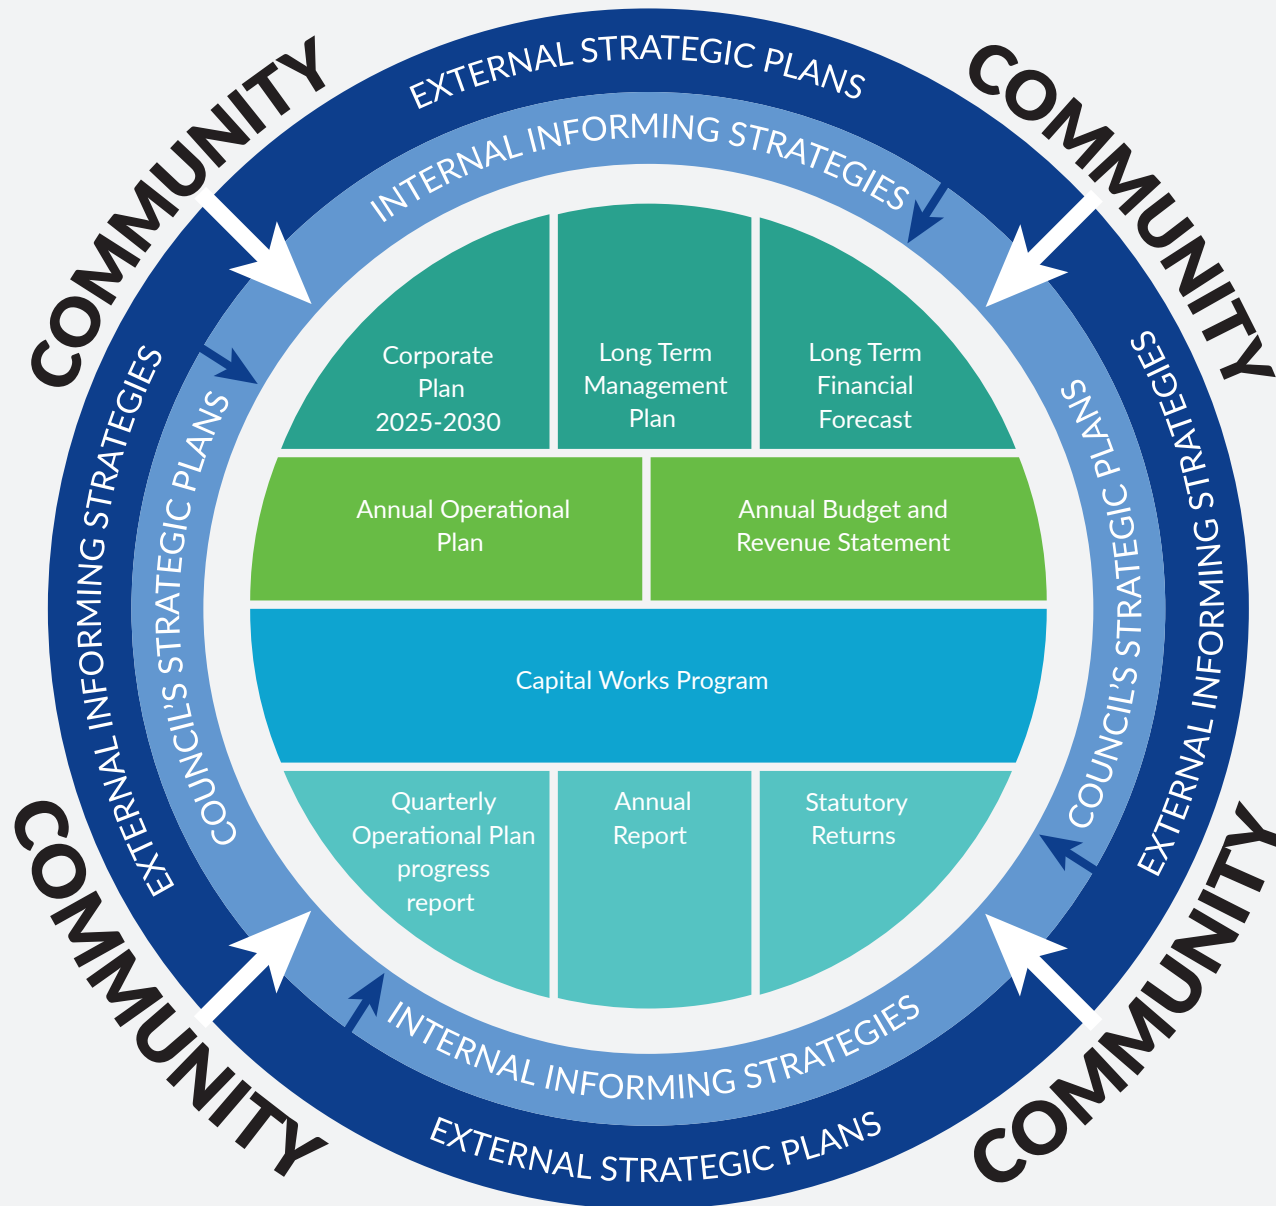 COMMUNITY
COMMUNITY
EXTERNAL STRATEGIC PLANS
INTERNAL INFORMING STRATEGIES
EXTERNAL INFORMING STRATEGIES
COUNCIL'S STRATEGIC PLANS
Corporate
Plan
2025-2030
Long Term
Management
Plan
Long Term
Financial
Forecast
Annual Operational
Plan
Annual Budget and
Revenue Statement
Capital Works Program
Quarterly
Operational Plan
progress
report
Annual
Report
Statutory
Returns
COUNCIL'S STRATEGIC PLANS
EXTERNAL INFORMING STRATEGIES
INTERNAL INFORMING STRATEGIES
EXTERNAL STRATEGIC PLANS
COMMUNITY
COMMUNITY